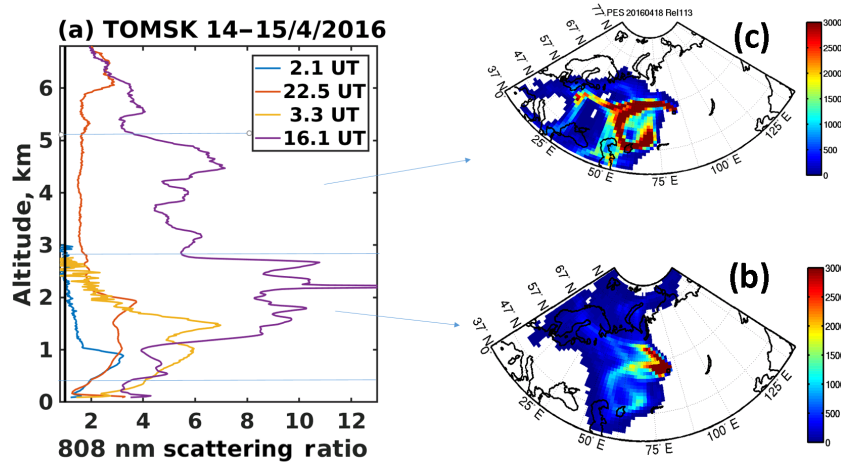 (a) TOMSK 14–15/4/2016
2.1 UT
22.5 UT
3.3 UT
16.1 UT
Altitude, km
6
5
4
3
2
1
0
2 4 6 8 10 12
808 nm scattering ratio
PES 20160418 Rel113
(c)
77° N
67° N
57° N
47° N
37° N
0°
25° E
50° E
75° E
100° E
125° E
3000
2500
2000
1500
1000
500
0
(b)
N
67° N
57° N
47° N
37° N
0°
25° E
50° E
75° E
100° E
125° E
3000
2500
2000
1500
1000
500
0